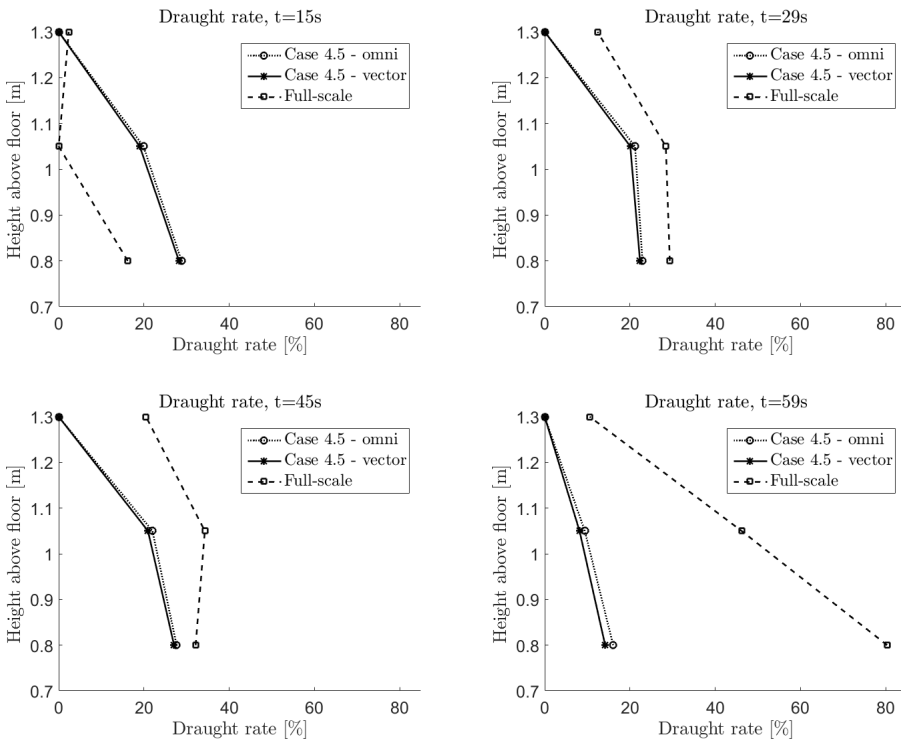 Draught rate, t=15s
1.3
1.2
1.1
1
0.9
0.8
0.7
Height above floor [m]
Case 4.5 - omni
Case 4.5 - vector
Full-scale
0 20 40 60 80
Draught rate [%]
Draught rate, t=29s
1.3
1.2
1.1
1
0.9
0.8
0.7
Height above floor [m]
Case 4.5 - omni
Case 4.5 - vector
Full-scale
0 20 40 60 80
Draught rate [%]
Draught rate, t=45s
1.3
1.2
1.1
1
0.9
0.8
0.7
Height above floor [m]
Case 4.5 - omni
Case 4.5 - vector
Full-scale
0 20 40 60 80
Draught rate [%]
Draught rate, t=59s
1.3
1.2
1.1
1
0.9
0.8
0.7
Height above floor [m]
Case 4.5 - omni
Case 4.5 - vector
Full-scale
0 20 40 60 80
Draught rate [%]